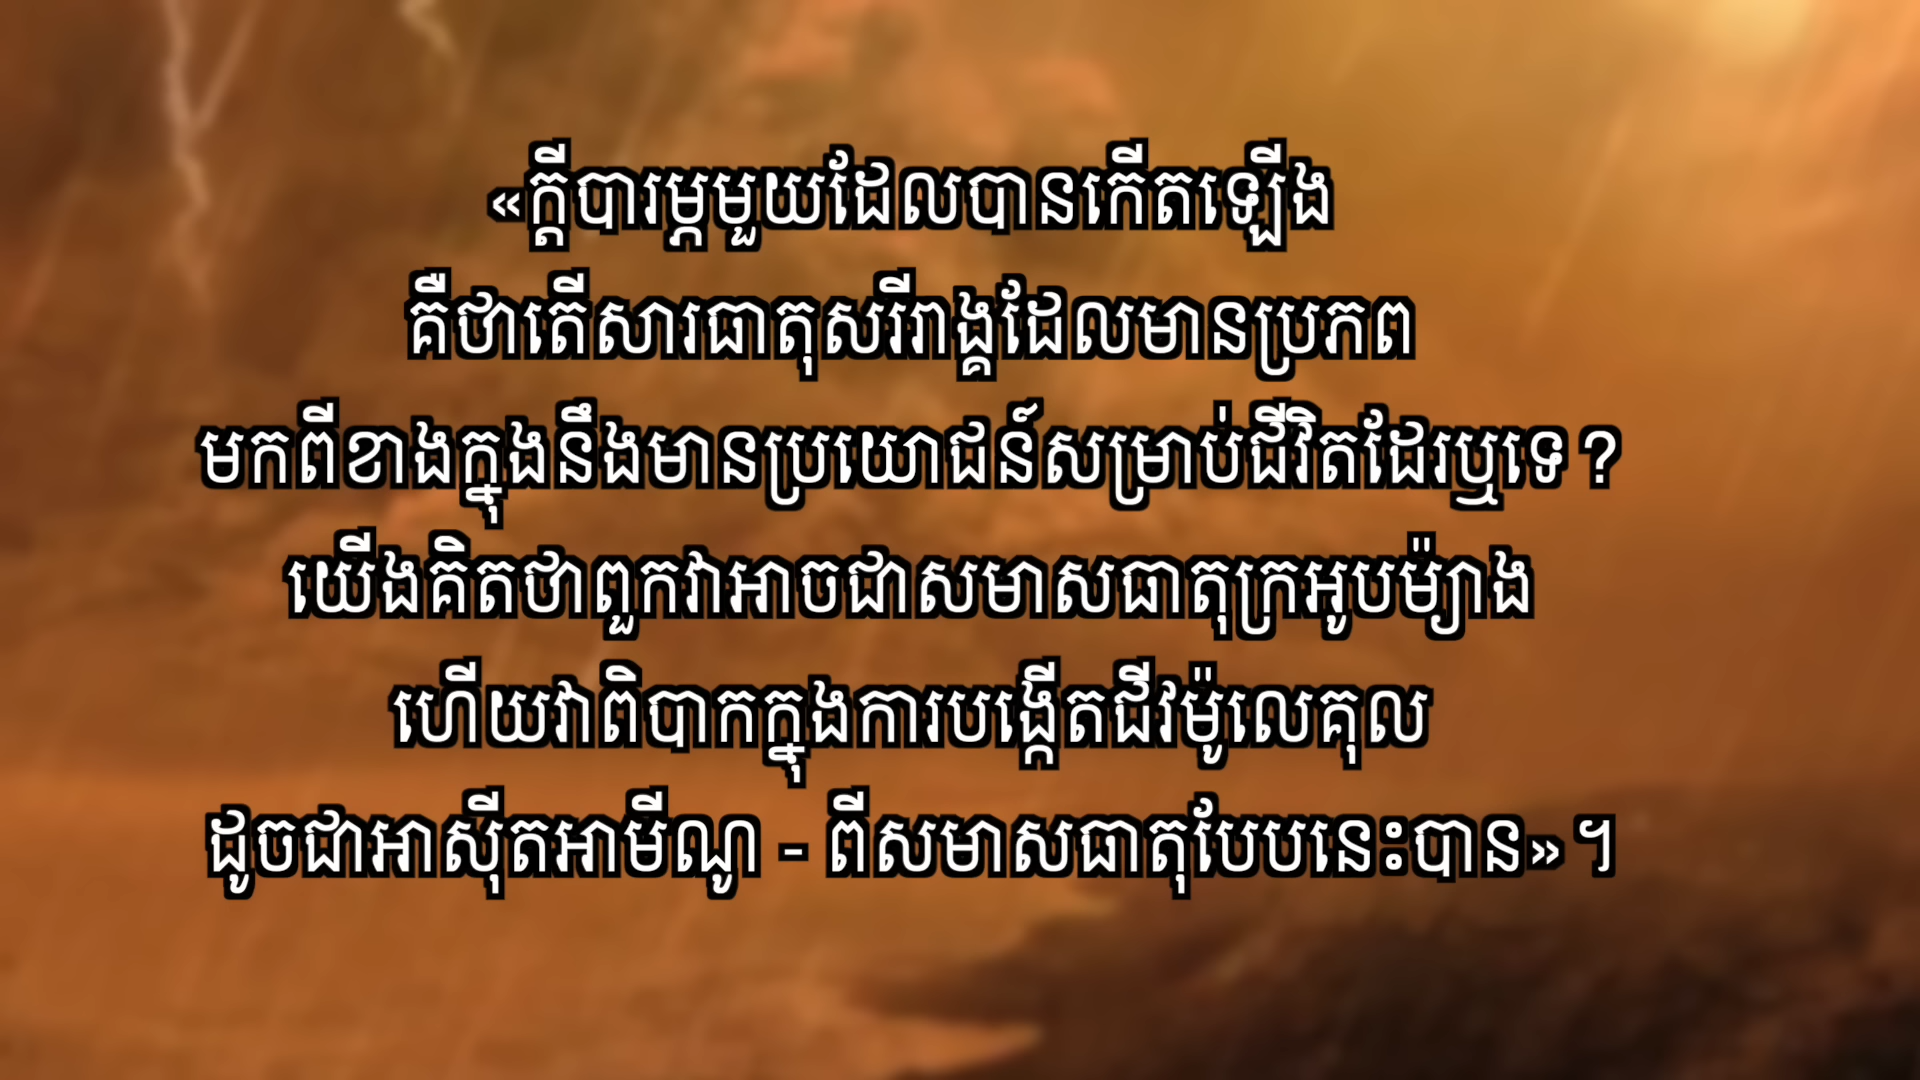 «ក្ដីបារម្ភមួយដែលបានកើតឡើង
គឺថាតើសារធាតុសរីរាង្គដែលមានប្រភព
មកពីខាងក្នុងនឹងមានប្រយោជន៍សម្រាប់ជីវិតដែរឬទេ?
យើងគិតថាពួកវាអាចជាសមាសធាតុក្រអូបម៉្យាង
ហើយវាពិបាកក្នុងការបង្កើតជីវម៉ូលេគុល
ដូចជាអាស៊ីតអាមីណូ - ពីសមាសធាតុបែបនេះបាន»។